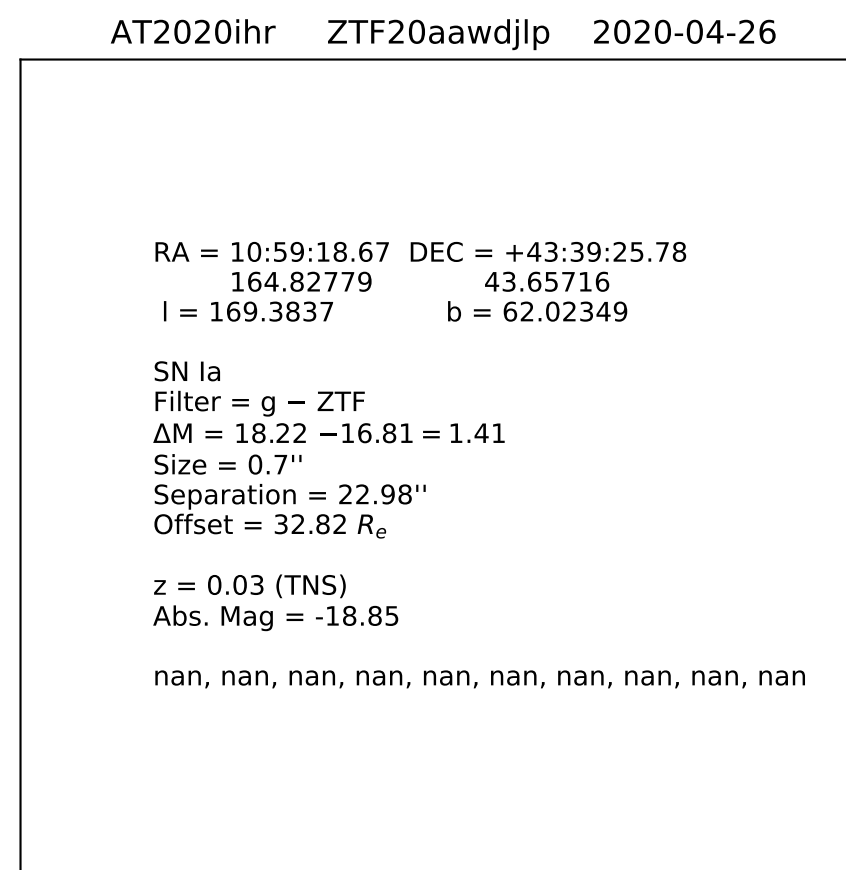 AT2020ihr ZTF20aawdjlp 2020-04-26
RA = 10:59:18.67 DEC = +43:39:25.78
164.82779 43.65716
l = 169.3837 b = 62.02349
SN Ia
Filter = g − ZTF
ΔM = 18.22 −16.81 = 1.41
Size = 0.7''
Separation = 22.98''
Offset = 32.82 Rₑ
z = 0.03 (TNS)
Abs. Mag = -18.85
nan, nan, nan, nan, nan, nan, nan, nan, nan, nan